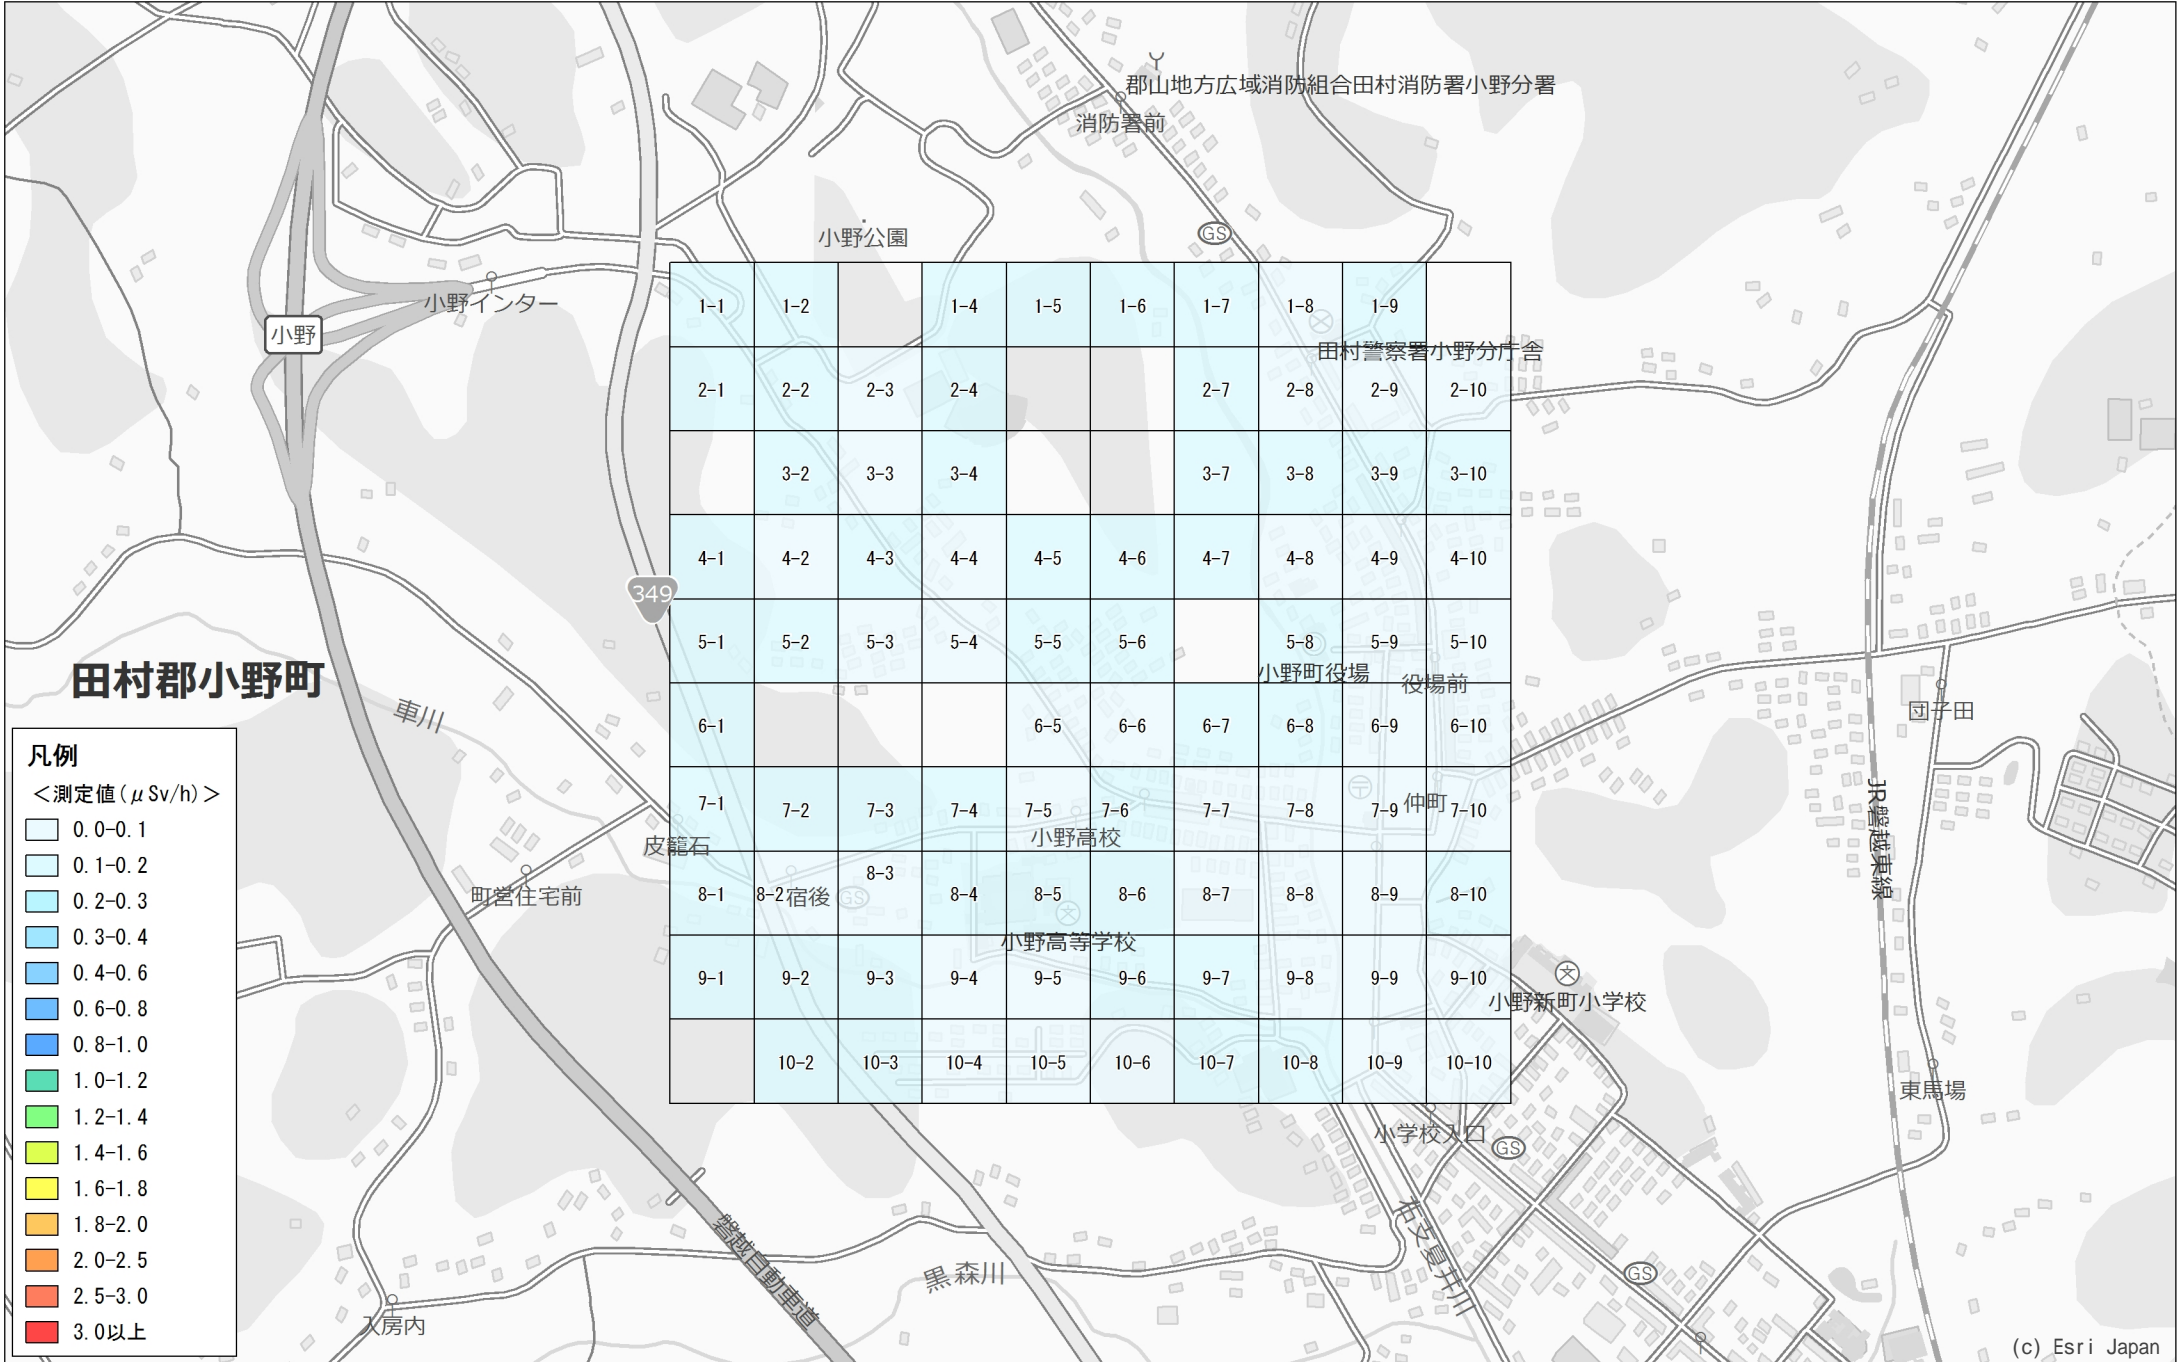 郡山地方広域消防組合田村消防署小野分署
消防署前
小野公園
GS
小野インター
小野
1-1 1-2 1-4 1-5 1-6 1-7 1-8 1-9
田村警察署小野分庁舎
2-1 2-2 2-3 2-4 2-7 2-8 2-9 2-10
3-2 3-3 3-4 3-7 3-8 3-9 3-10
4-1 4-2 4-3 4-4 4-5 4-6 4-7 4-8 4-9 4-10
349
5-1 5-2 5-3 5-4 5-5 5-6 5-8 5-9 5-10
小野町役場
役場前
田村郡小野町
車川
団子田
6-1 6-5 6-6 6-7 6-8 6-9 6-10
7-1 7-2 7-3 7-4 7-5 7-6 7-7 7-8 7-9 仲町 7-10
小野高校
皮籠石
JR磐越東線
町営住宅前
8-1 8-2 宿後 GS 8-3 8-4 8-5 8-6 8-7 8-8 8-9 8-10
小野高等学校
9-1 9-2 9-3 9-4 9-5 9-6 9-7 9-8 9-9 9-10
小野新町小学校
10-2 10-3 10-4 10-5 10-6 10-7 10-8 10-9 10-10
東馬場
小学校入口
GS
右支夏井川
磐越自動車道
黒森川
GS
入房内
凡例
<測定値(μSv/h)>
0.0-0.1
0.1-0.2
0.2-0.3
0.3-0.4
0.4-0.6
0.6-0.8
0.8-1.0
1.0-1.2
1.2-1.4
1.4-1.6
1.6-1.8
1.8-2.0
2.0-2.5
2.5-3.0
3.0以上
(c) Esri Japan